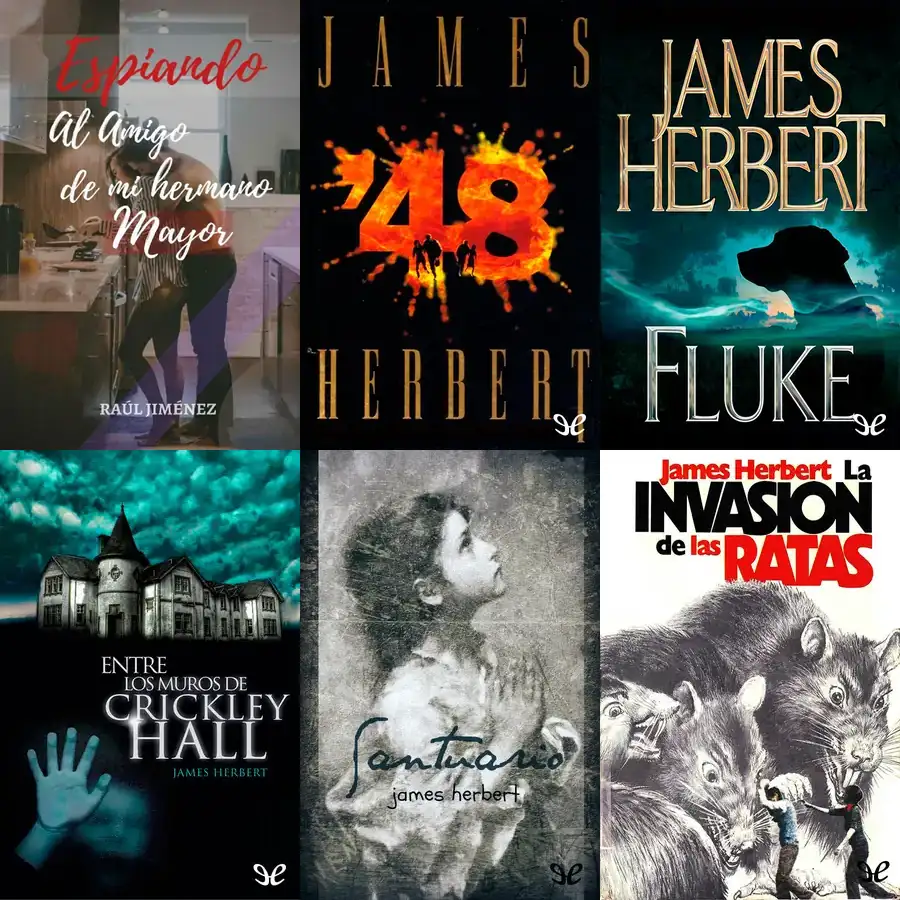 Espiando
Al Amigo
de mi hermano
Mayor
RAÚL JIMÉNEZ
JAMES
'48
HERBERT
JAMES
HERBERT
FLUKE
ENTRE
LOS MUROS DE
CRICKLEY
HALL
JAMES HERBERT
Santuario
james herbert
James Herbert La
INVASION
de las RATAS